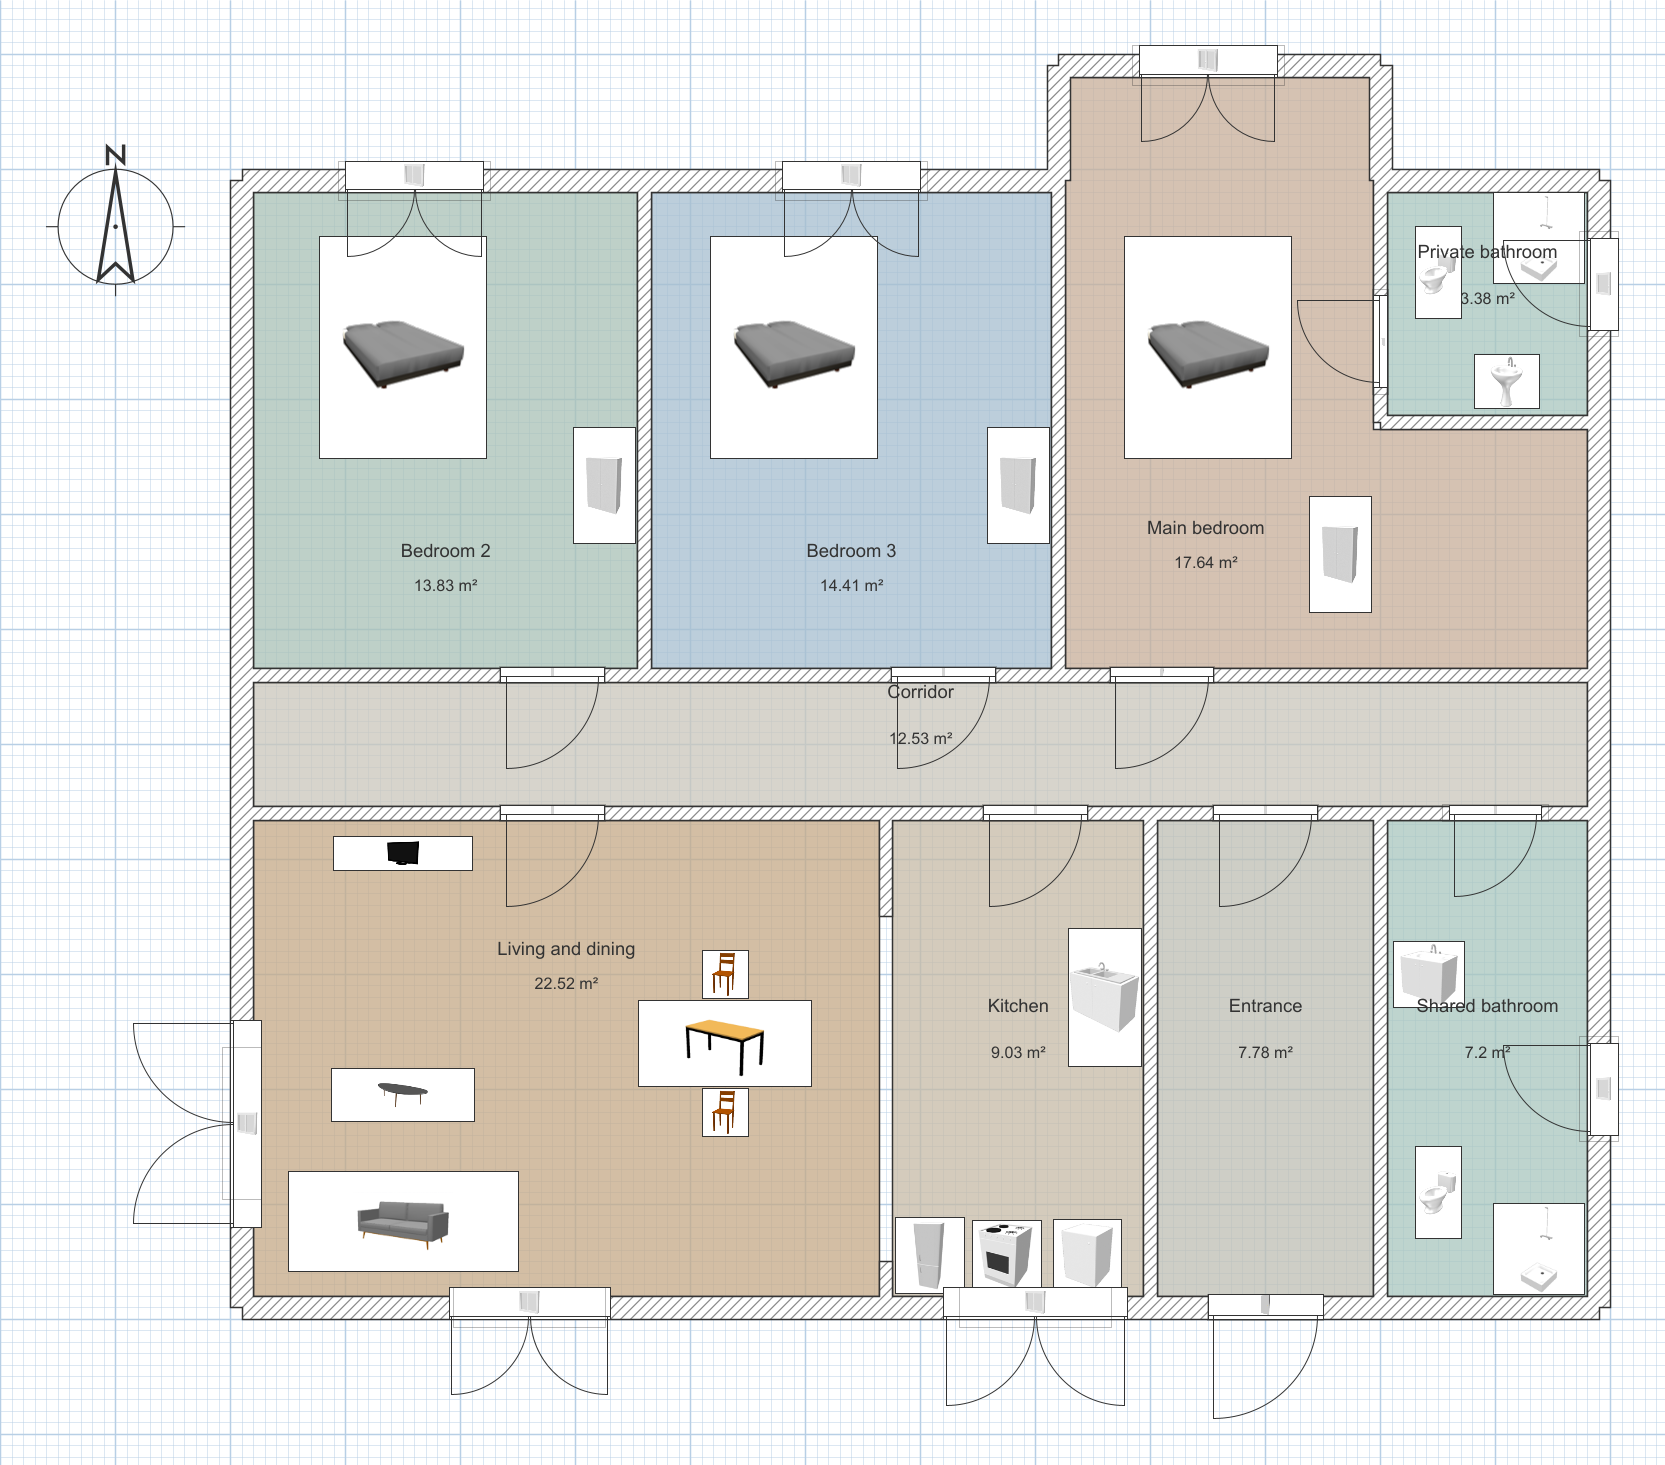 N
Private bathroom
3.38 m²
Main bedroom
17.64 m²
Bedroom 2
13.83 m²
Bedroom 3
14.41 m²
Corridor
12.53 m²
Living and dining
22.52 m²
Kitchen
9.03 m²
Entrance
7.78 m²
Shared bathroom
7.2 m²